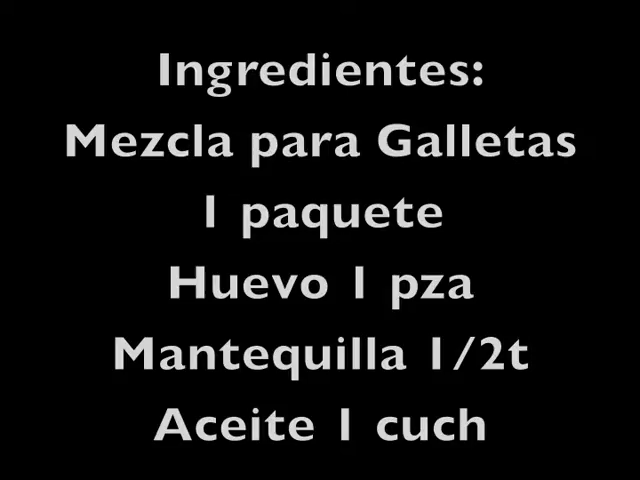 Ingredientes:
Mezcla para Galletas
1 paquete
Huevo 1 pza
Mantequilla 1/2t
Aceite 1 cuch